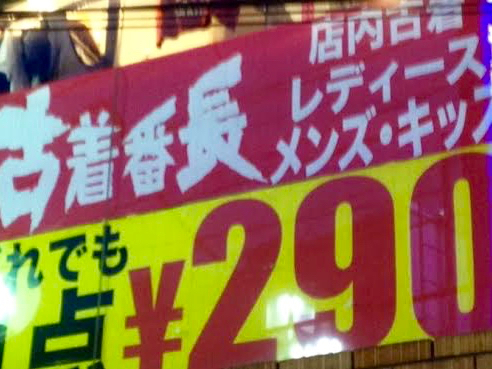 古着番長
店内古着
レディース
メンズ・キッズ
どれでも
点
¥290